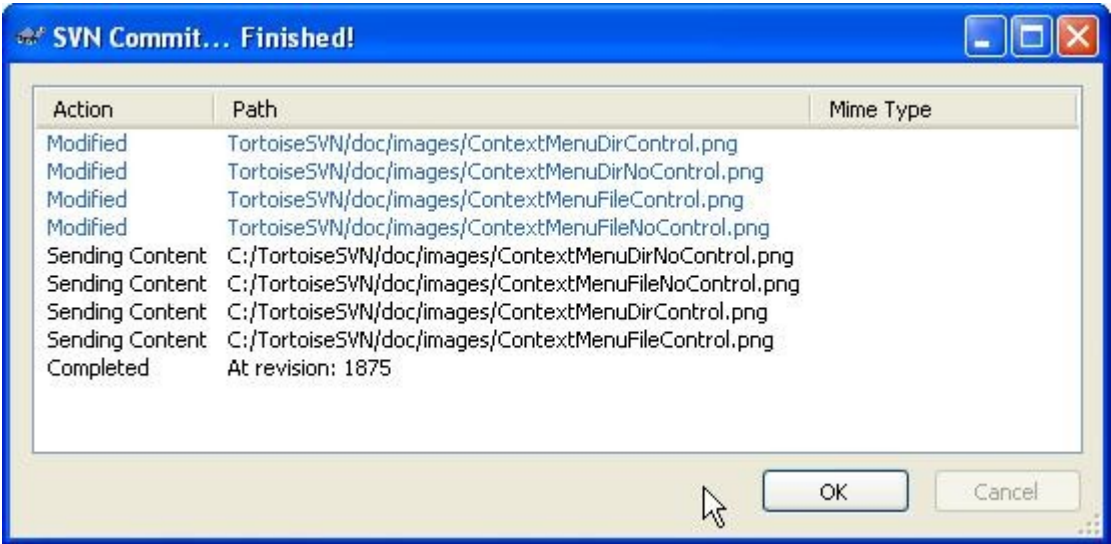 SVN Commit... Finished!
Action Path Mime Type
Modified TortoiseSVN/doc/images/ContextMenuDirControl.png
Modified TortoiseSVN/doc/images/ContextMenuDirNoControl.png
Modified TortoiseSVN/doc/images/ContextMenuFileControl.png
Modified TortoiseSVN/doc/images/ContextMenuFileNoControl.png
Sending Content C:/TortoiseSVN/doc/images/ContextMenuDirNoControl.png
Sending Content C:/TortoiseSVN/doc/images/ContextMenuFileNoControl.png
Sending Content C:/TortoiseSVN/doc/images/ContextMenuDirControl.png
Sending Content C:/TortoiseSVN/doc/images/ContextMenuFileControl.png
Completed At revision: 1875
OK Cancel